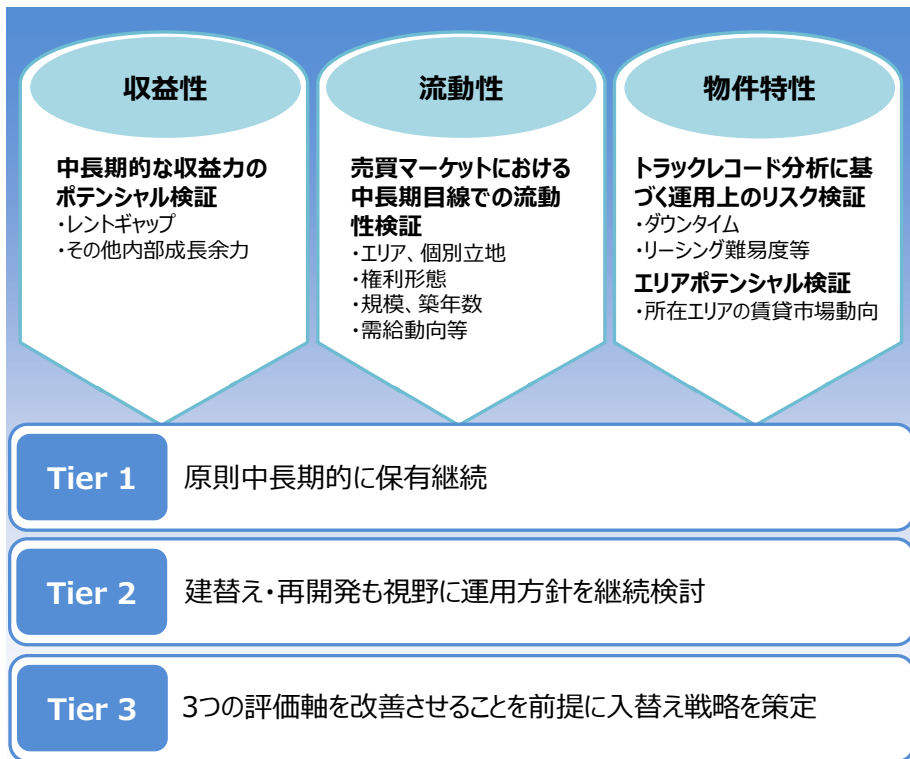 収益性
中長期的な収益力の
ポテンシャル検証
・レントギャップ
・その他内部成長余力
流動性
売買マーケットにおける
中長期目線での流動
性検証
・エリア、個別立地
・権利形態
・規模、築年数
・需給動向等
物件特性
トラックレコード分析に基
づく運用上のリスク検証
・ダウンタイム
・リーシング難易度等
エリアポテンシャル検証
・所在エリアの賃貸市場動向
Tier 1 原則中長期的に保有継続
Tier 2 建替え・再開発も視野に運用方針を継続検討
Tier 3 3つの評価軸を改善させることを前提に入替え戦略を策定